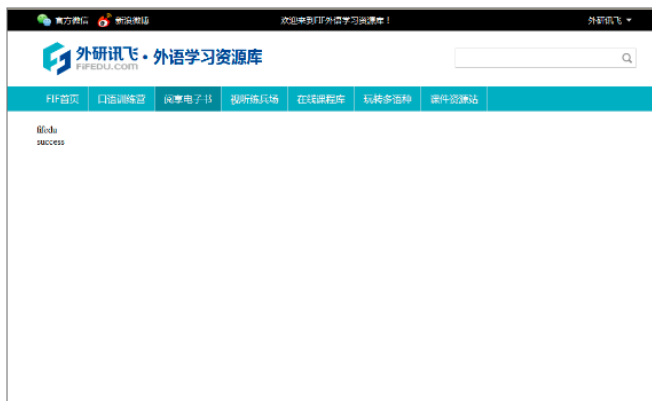 官方微信 新浪微博 欢迎来到FIF外语学习资源库！ 外研讯飞
外研讯飞·外语学习资源库
FiFEDU.COM
FIF首页 口语训练营 阅享电子书 视听练兵场 在线课程库 玩转多语种 课件资源站
fifedu
success